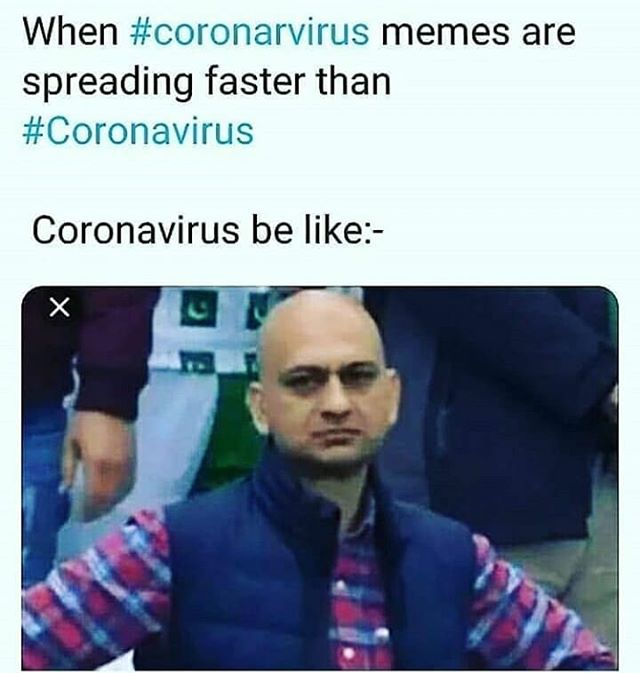 When #coronarvirus memes are
spreading faster than
#Coronavirus
Coronavirus be like:-